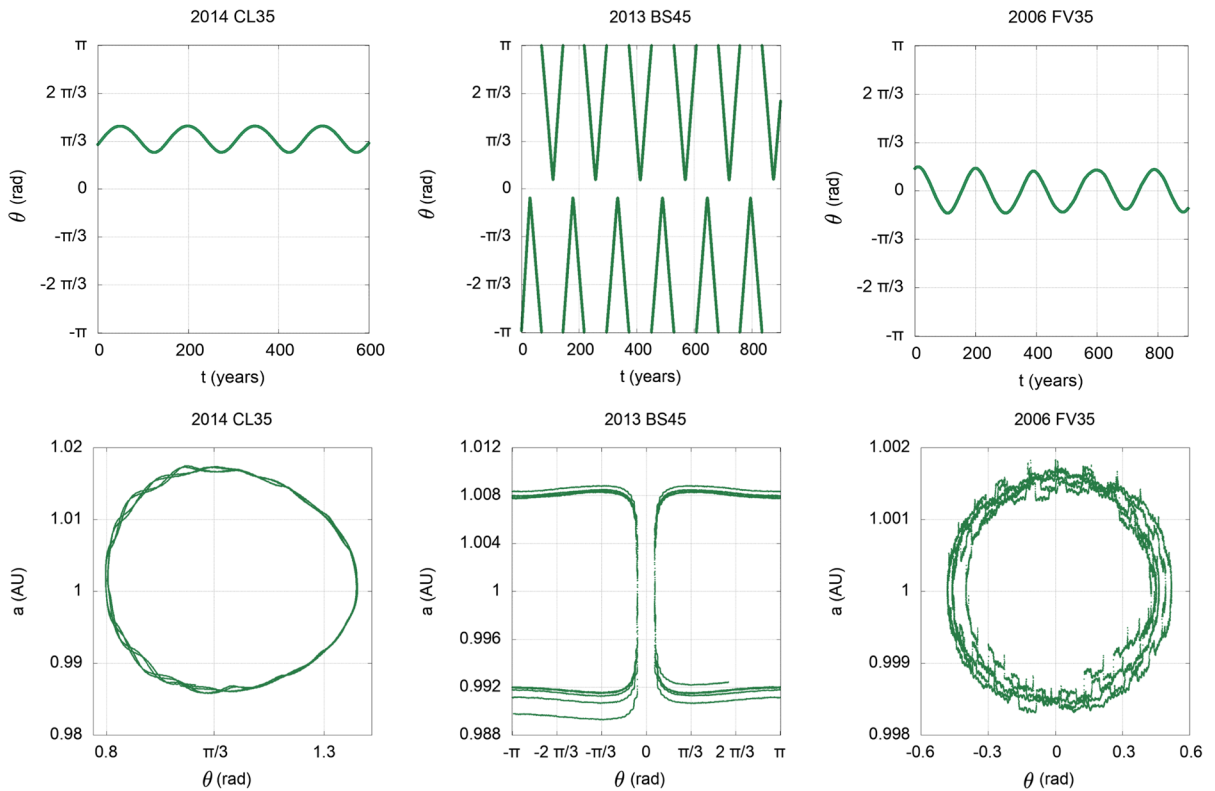 2014 CL35
2013 BS45
2006 FV35
π
2 π/3
π/3
0
-π/3
-2 π/3
-π
θ (rad)
0 200 400 600
t (years)
π
2 π/3
π/3
0
-π/3
-2 π/3
-π
θ (rad)
0 200 400 600 800
t (years)
π
2 π/3
π/3
0
-π/3
-2 π/3
-π
θ (rad)
0 200 400 600 800
t (years)
2014 CL35
2013 BS45
2006 FV35
1.02
1.01
1
0.99
0.98
a (AU)
0.8 π/3 1.3
θ (rad)
1.012
1.008
1.004
1
0.996
0.992
0.988
a (AU)
-π -2 π/3 -π/3 0 π/3 2 π/3 π
θ (rad)
1.002
1.001
1
0.999
0.998
a (AU)
-0.6 -0.3 0 0.3 0.6
θ (rad)